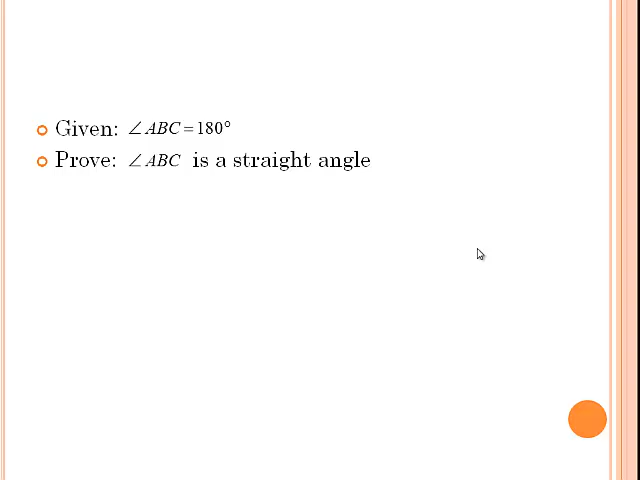 Given: ∠ABC = 180°
Prove: ∠ABC is a straight angle